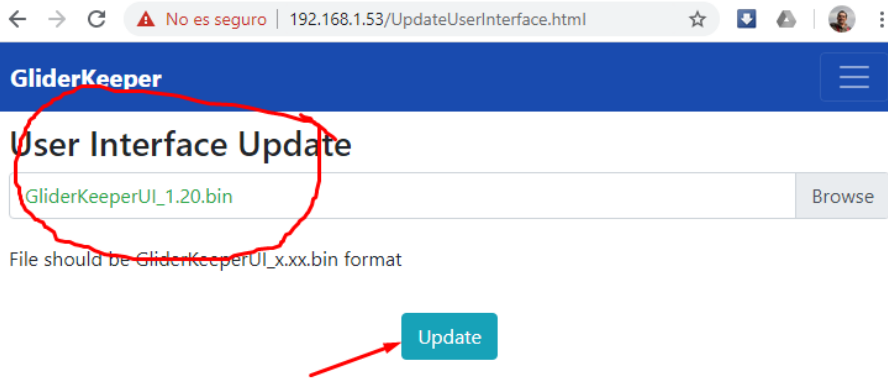 No es seguro | 192.168.1.53/UpdateUserInterface.html
GliderKeeper
User Interface Update
GliderKeeperUI_1.20.bin
Browse
File should be GliderKeeperUI_x.xx.bin format
Update